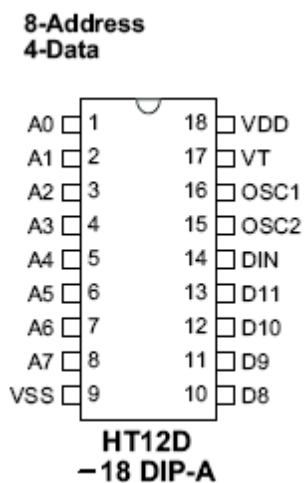 8-Address
4-Data
A0 1 18 VDD
A1 2 17 VT
A2 3 16 OSC1
A3 4 15 OSC2
A4 5 14 DIN
A5 6 13 D11
A6 7 12 D10
A7 8 11 D9
VSS 9 10 D8
HT12D
–18 DIP-A